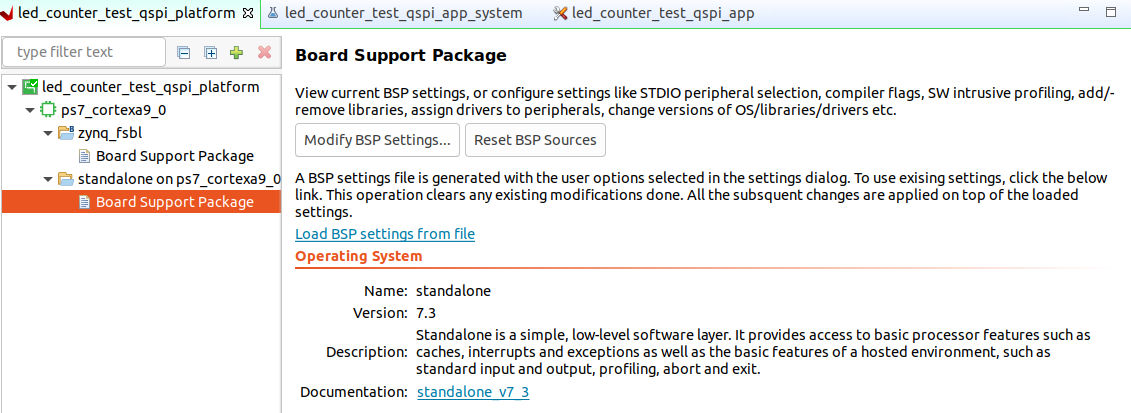 led_counter_test_qspi_platform
led_counter_test_qspi_app_system
led_counter_test_qspi_app
type filter text
led_counter_test_qspi_platform
ps7_cortexa9_0
zynq_fsbl
Board Support Package
standalone on ps7_cortexa9_0
Board Support Package
Board Support Package
View current BSP settings, or configure settings like STDIO peripheral selection, compiler flags, SW intrusive profiling, add/-
remove libraries, assign drivers to peripherals, change versions of OS/libraries/drivers etc.
Modify BSP Settings...
Reset BSP Sources
A BSP settings file is generated with the user options selected in the settings dialog. To use exising settings, click the below
link. This operation clears any existing modifications done. All the subsquent changes are applied on top of the loaded
settings.
Load BSP settings from file
Operating System
Name: standalone
Version: 7.3
Description: Standalone is a simple, low-level software layer. It provides access to basic processor features such as
caches, interrupts and exceptions as well as the basic features of a hosted environment, such as
standard input and output, profiling, abort and exit.
Documentation: standalone_v7_3